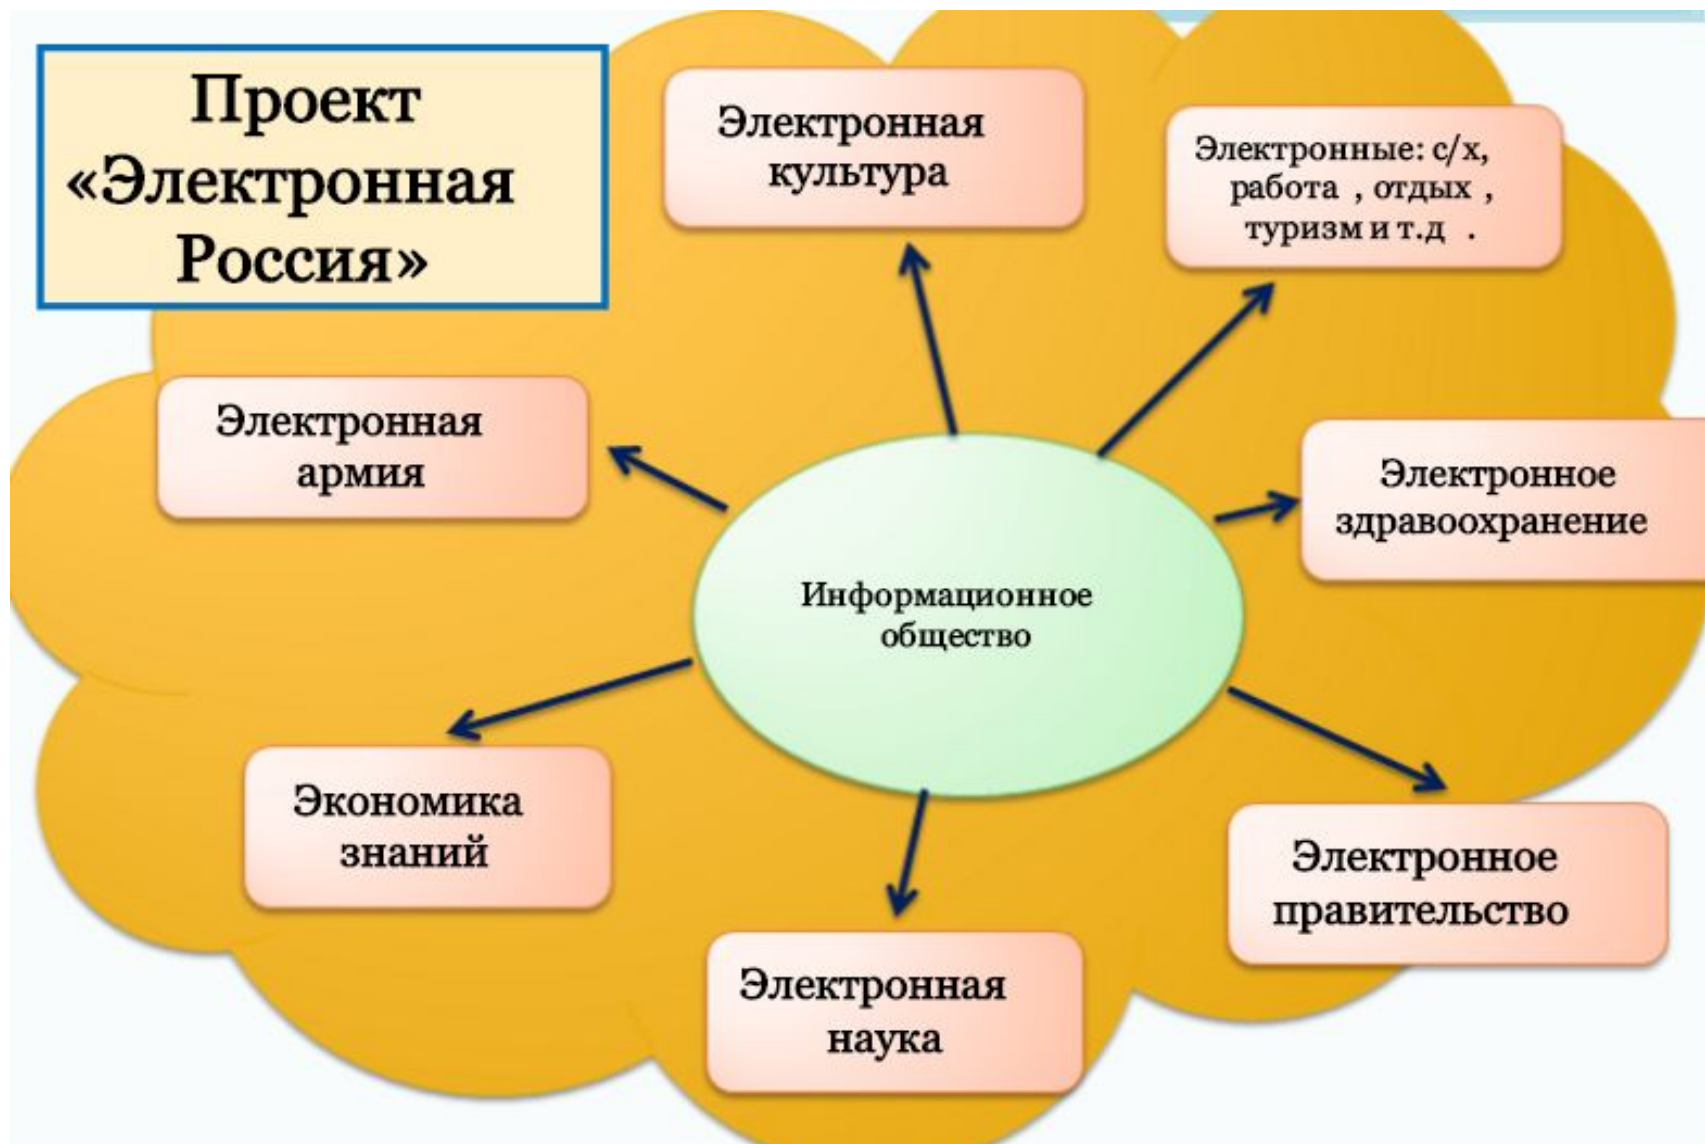 Проект
«Электронная
Россия»
Электронная
культура
Электронные: с/х,
работа , отдых ,
туризм и т.д .
Электронная
армия
Электронное
здравоохранение
Информационное
общество
Экономика
знаний
Электронное
правительство
Электронная
наука